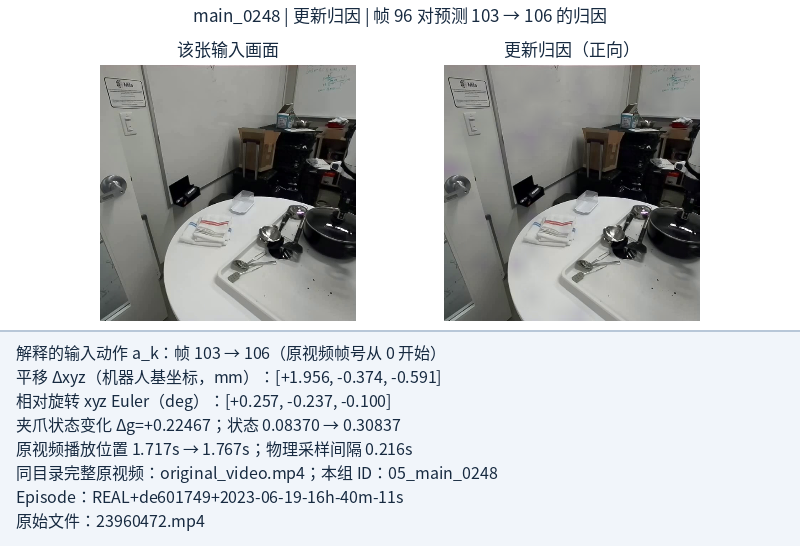 main_0248 | 更新归因 | 帧 96 对预测 103 → 106 的归因
该张输入画面
更新归因（正向）
解释的输入动作 a_k：帧 103 → 106（原视频帧号从 0 开始）
平移 Δxyz（机器人基坐标，mm）：[+1.956, -0.374, -0.591]
相对旋转 xyz Euler（deg）：[+0.257, -0.237, -0.100]
夹爪状态变化 Δg=+0.22467；状态 0.08370 → 0.30837
原视频播放位置 1.717s → 1.767s；物理采样间隔 0.216s
同目录完整原视频：original_video.mp4；本组 ID：05_main_0248
Episode：REAL+de601749+2023-06-19-16h-40m-11s
原始文件：23960472.mp4